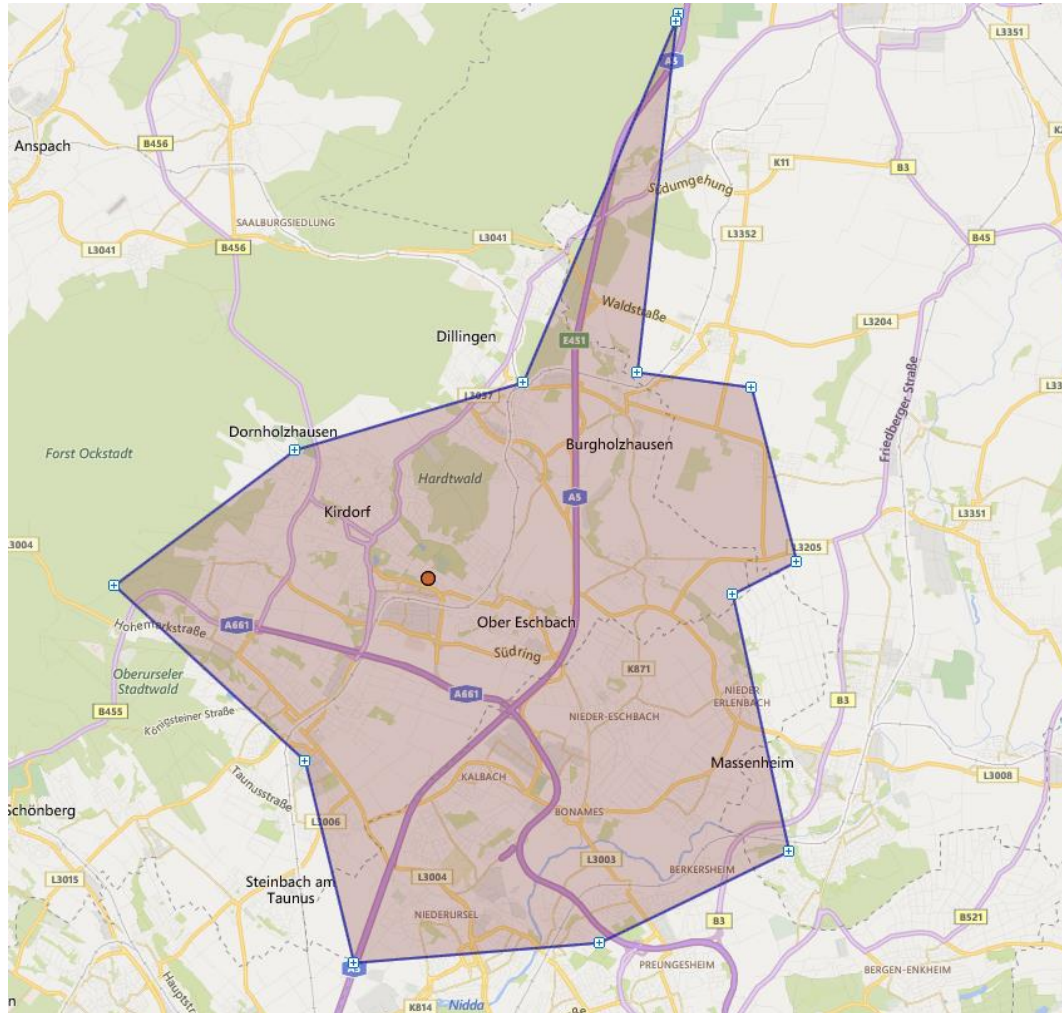 L3351
A5
Anspach
B456
K11
B3
Südumgehung
SAALBURGSIEDLUNG
L3041
B456
L3041
L3352
B45
Waldstraße
L3204
Dillingen
E451
L3037
Friedberger Straße
Dornholzhausen
Burgholzhausen
Forst Ockstadt
Hardtwald
A5
Kirdorf
L3351
L3004
L3205
Hohemarkstraße
A661
Ober Eschbach
Südring
K871
Oberurseler
Stadtwald
A661
NIEDER
ERLENBACH
B3
B455
Königsteiner Straße
NIEDER-ESCHBACH
Massenheim
KALBACH
L3008
Taunusstraße
Schönberg
L3006
BONAMES
L3003
BERKERSHEIM
L3015
Steinbach am
Taunus
L3004
NIEDERURSEL
B3
B521
A5
PREUNGESHEIM
BERGEN-ENKHEIM
Hauptstr
n
K814
Nidda